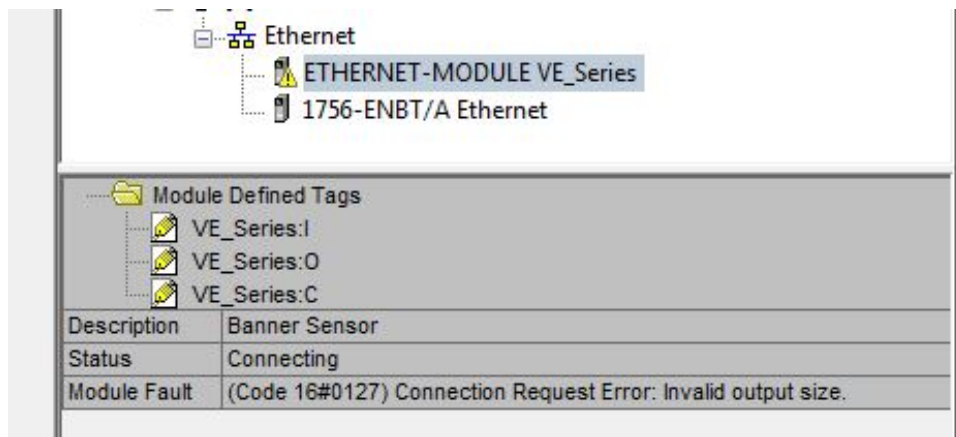 Ethernet
ETHERNET-MODULE VE_Series
1756-ENBT/A Ethernet
Module Defined Tags
VE_Series:I
VE_Series:O
VE_Series:C
Description Banner Sensor
Status Connecting
Module Fault (Code 16#0127) Connection Request Error: Invalid output size.